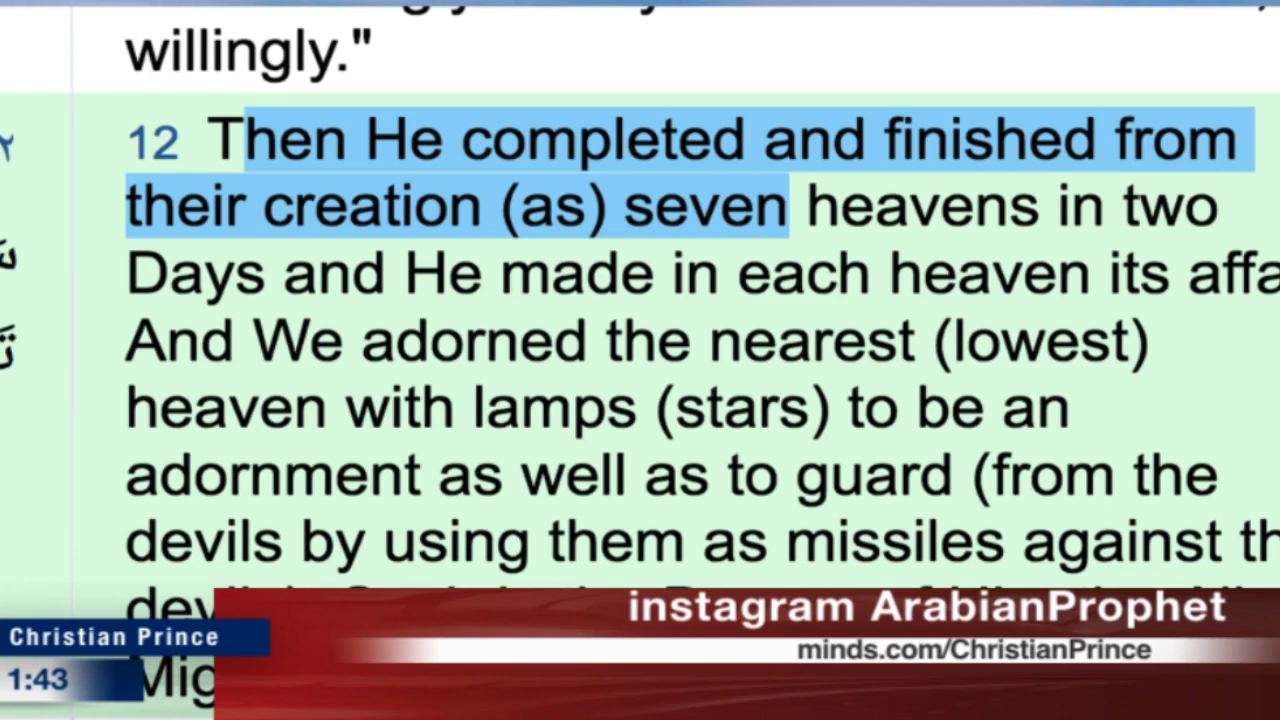 willingly."
12 Then He completed and finished from
their creation (as) seven heavens in two
Days and He made in each heaven its
And We adorned the nearest (lowest)
heaven with lamps (stars) to be an
adornment as well as to guard (from the
devils by using them as missiles against
instagram ArabianProphet
Christian Prince
minds.com/ChristianPrince
1:43